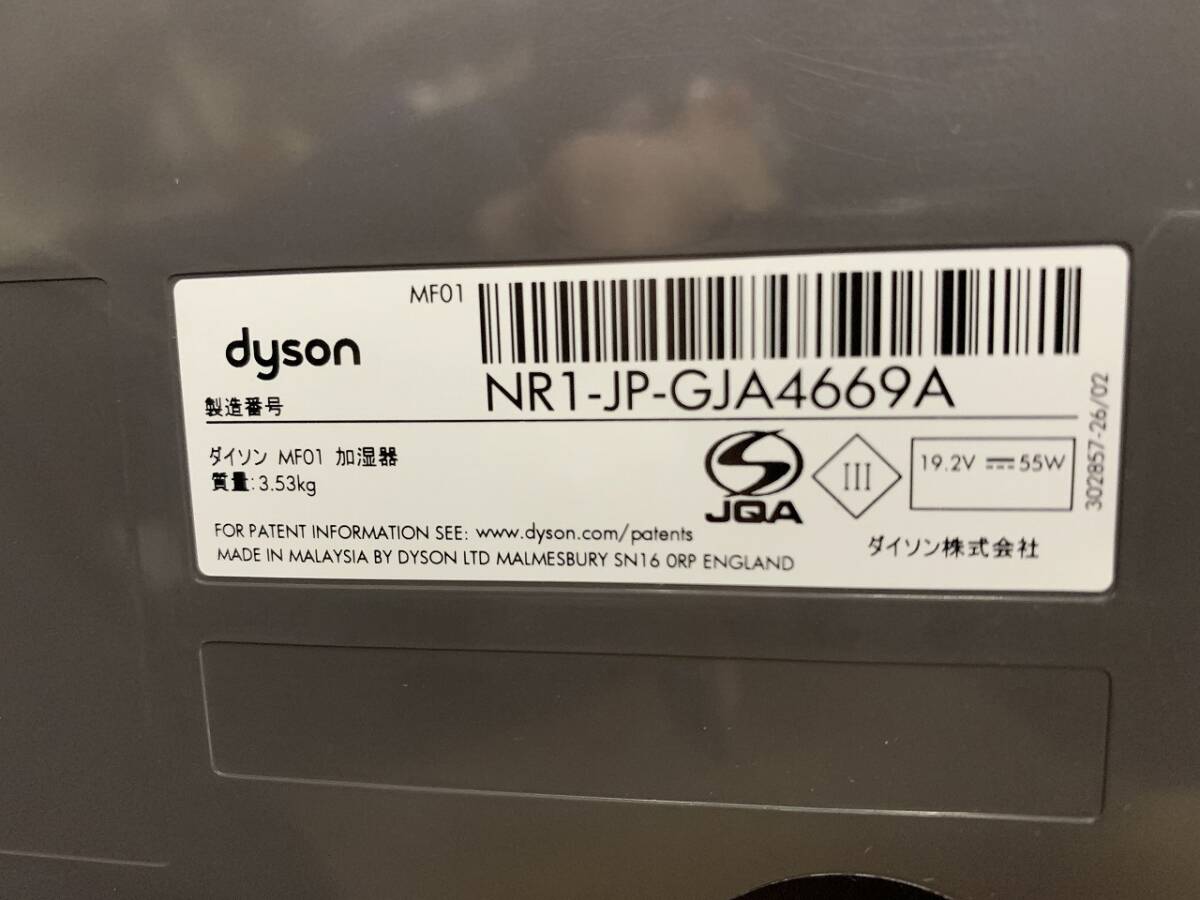 MF01
dyson
製造番号
NR1-JP-GJA4669A
ダイソン MF01 加湿器
質量:3.53kg
JQA
III
19.2V ⎓ 55W
302857-26/02
FOR PATENT INFORMATION SEE: www.dyson.com/patents
MADE IN MALAYSIA BY DYSON LTD MALMESBURY SN16 0RP ENGLAND
ダイソン株式会社